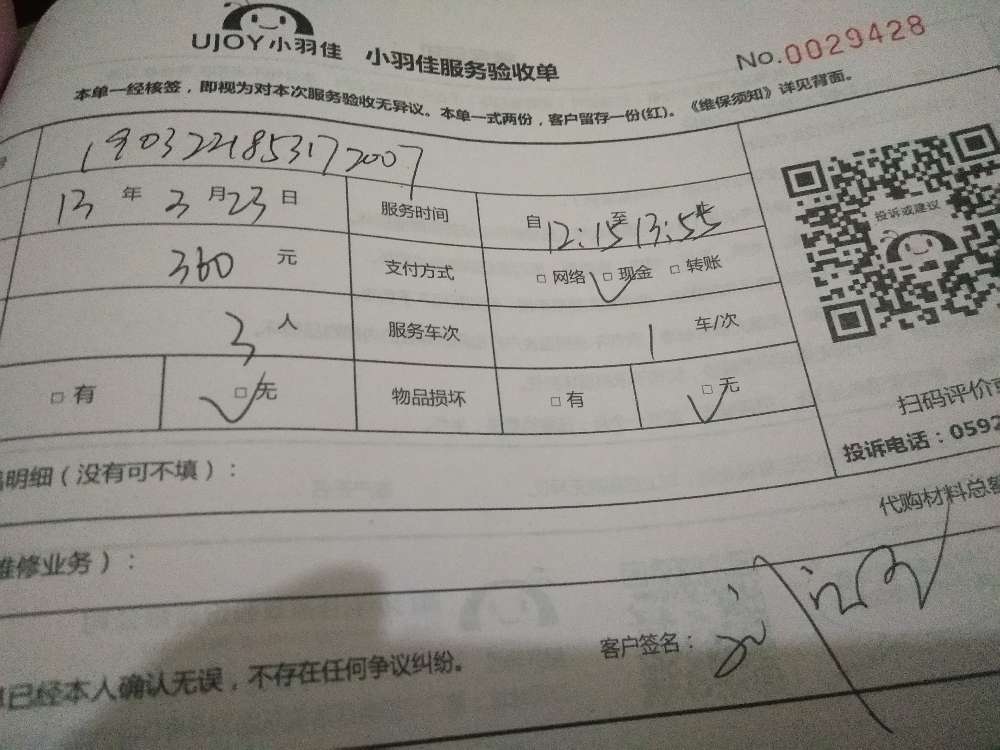 UJOY小羽佳 小羽佳服务验收单
No.0029428
本单一经核签，即视为对本次服务验收无异议。本单一式两份，客户留存一份(红)。《维保须知》详见背面。
1903221853172007
13 年 3 月 23 日 服务时间 自 12:15 至 13:55
投诉或建议
360 元 支付方式 □ 网络 □ 现金 □ 转账
3 人 服务车次 1 车/次
□ 有 □ 无 物品损坏 □ 有 □ 无
扫码评价
投诉电话：0592
明细（没有可不填）：
代购材料总
维修业务）：
客户签名：
已经本人确认无误，不存在任何争议纠纷。